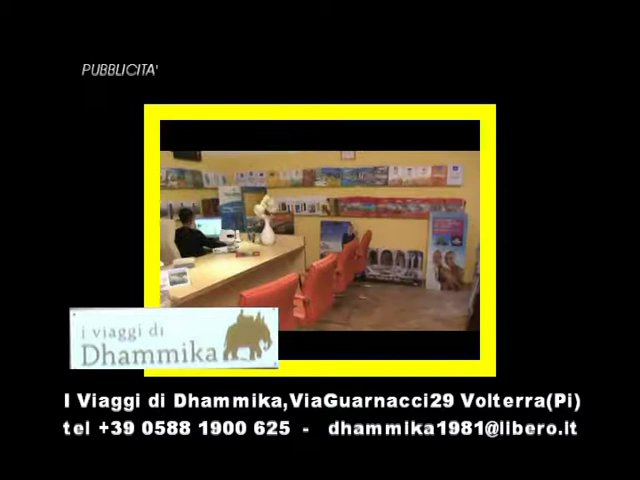 PUBBLICITA'
i viaggi di
Dhammika
I Viaggi di Dhammika,ViaGuarnacci29 Volterra(Pi)
tel +39 0588 1900 625 - dhammika1981@libero.it